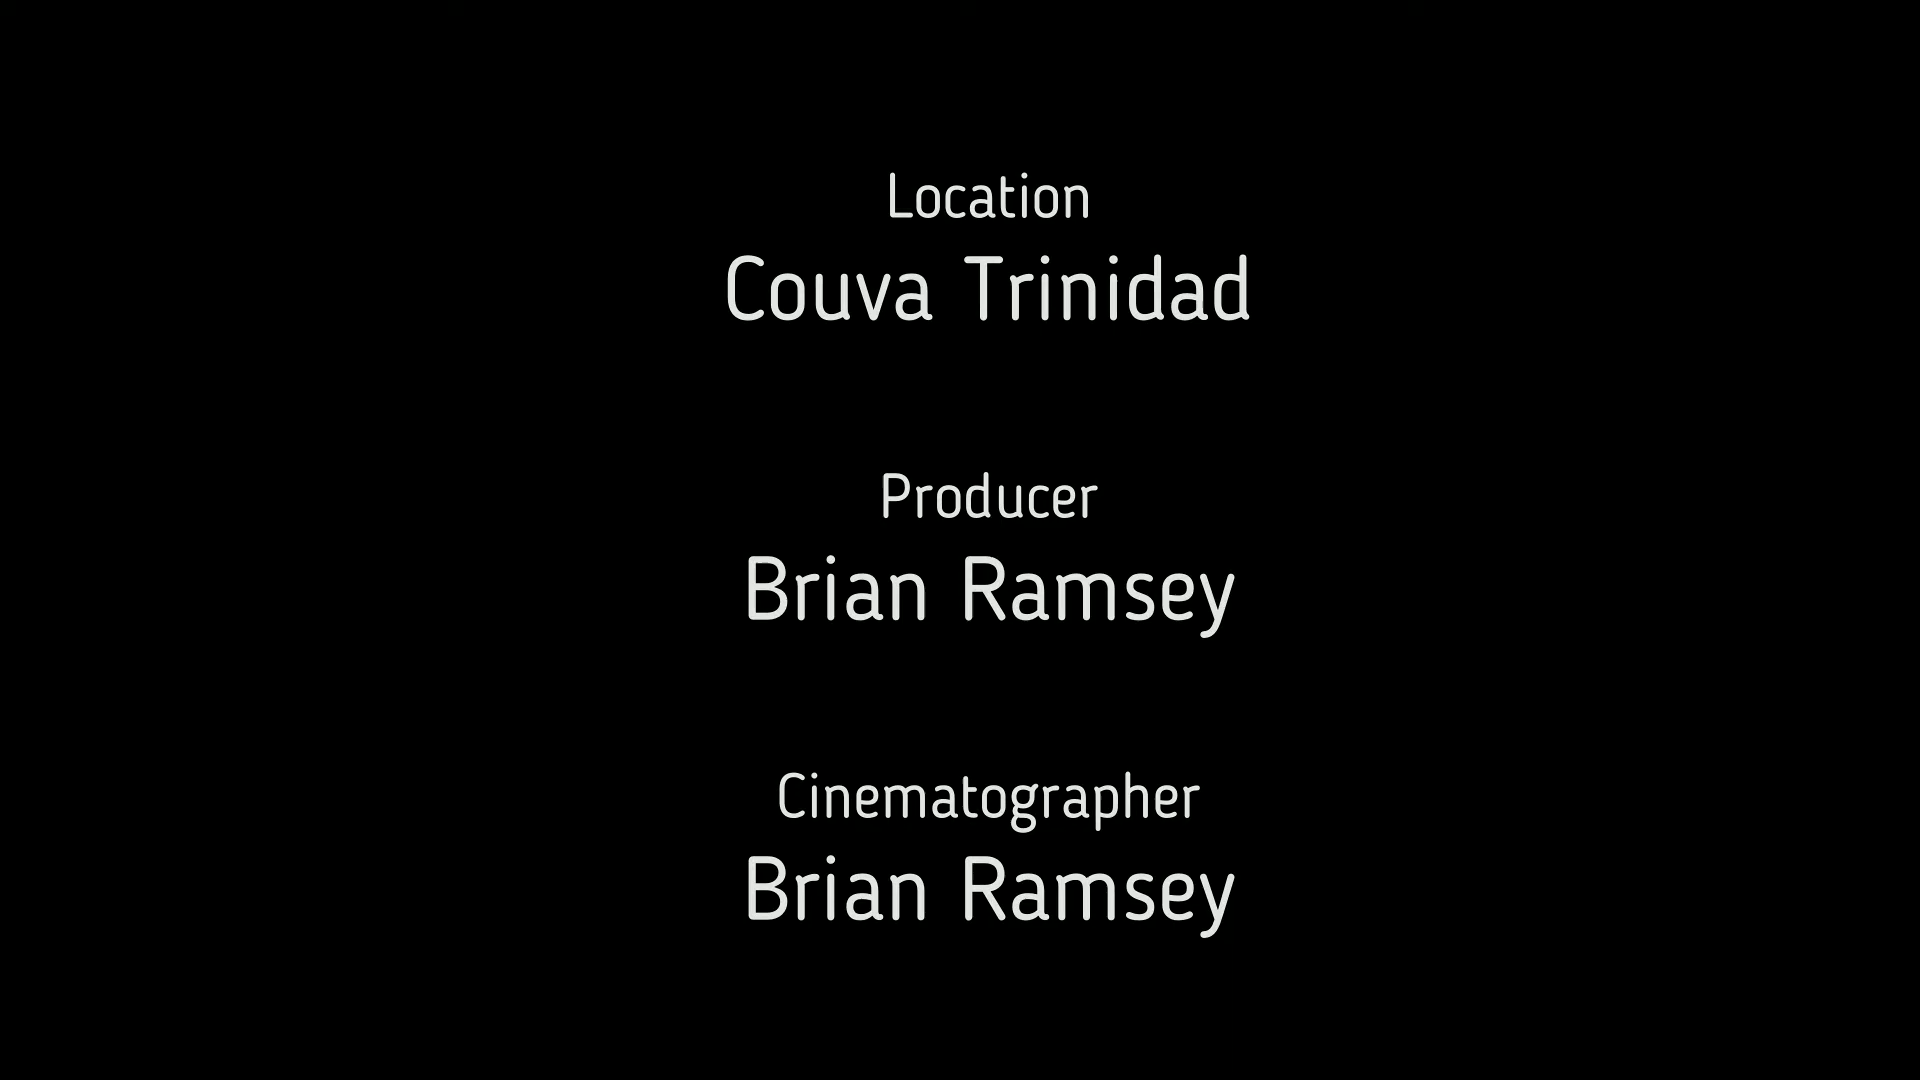 Location
Couva Trinidad
Producer
Brian Ramsey
Cinematographer
Brian Ramsey